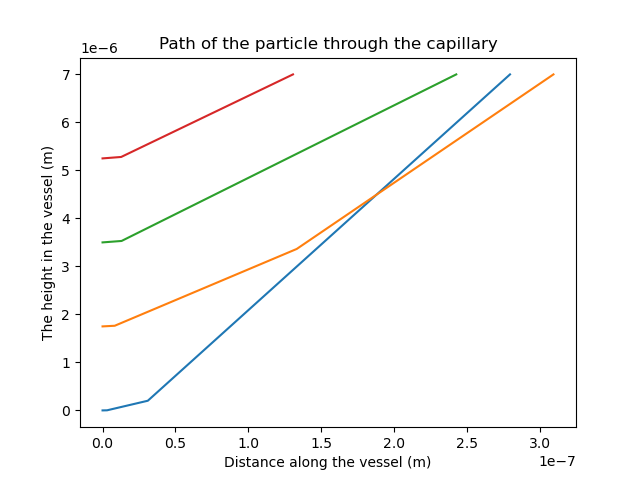 Path of the particle through the capillary
1e−6
7
6
5
4
3
2
1
0
The height in the vessel (m)
0.0 0.5 1.0 1.5 2.0 2.5 3.0
Distance along the vessel (m)
1e−7